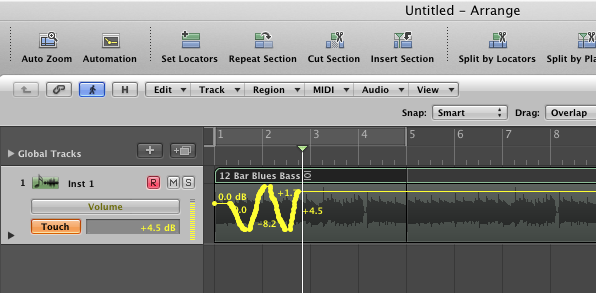 Untitled – Arrange
Auto Zoom Automation Set Locators Repeat Section Cut Section Insert Section Split by Locators Split by Pla
H Edit Track Region MIDI Audio View
Snap: Smart Drag: Overlap
Global Tracks
1 2 3 4 5 6 7 8
1 Inst 1 R M S
12 Bar Blues Bass
Volume
0.0 dB +1.
Touch +4.5 dB
+4.5
-8.2